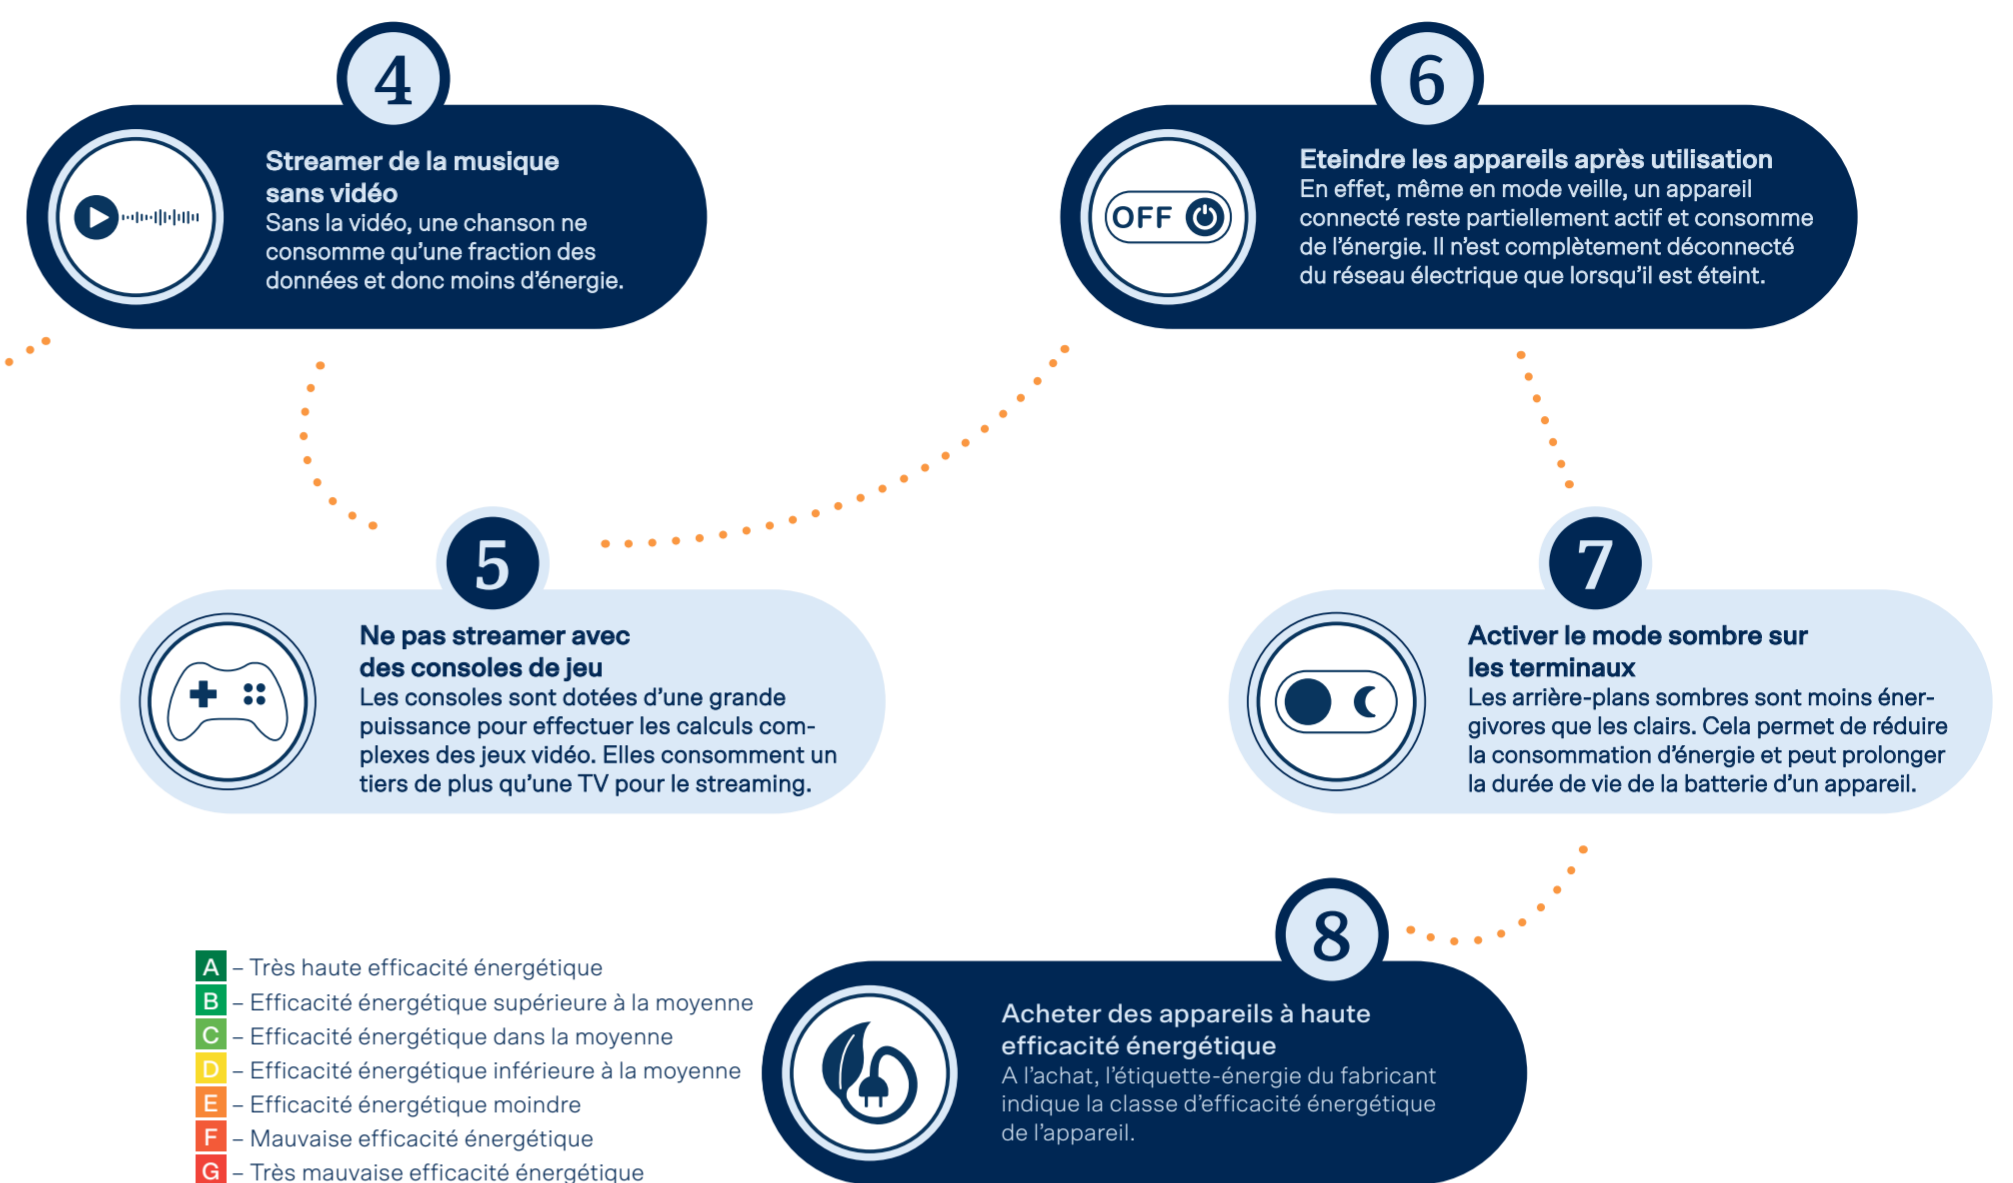 4
Streamer de la musique
sans vidéo
Sans la vidéo, une chanson ne
consomme qu’une fraction des
données et donc moins d’énergie.
5
Ne pas streamer avec
des consoles de jeu
Les consoles sont dotées d’une grande
puissance pour effectuer les calculs com-
plexes des jeux vidéo. Elles consomment un
tiers de plus qu’une TV pour le streaming.
6
OFF
Eteindre les appareils après utilisation
En effet, même en mode veille, un appareil
connecté reste partiellement actif et consomme
de l’énergie. Il n’est complètement déconnecté
du réseau électrique que lorsqu’il est éteint.
7
Activer le mode sombre sur
les terminaux
Les arrière-plans sombres sont moins éner-
givores que les clairs. Cela permet de réduire
la consommation d’énergie et peut prolonger
la durée de vie de la batterie d’un appareil.
8
Acheter des appareils à haute
efficacité énergétique
A l’achat, l’étiquette-énergie du fabricant
indique la classe d’efficacité énergétique
de l’appareil.
A – Très haute efficacité énergétique
B – Efficacité énergétique supérieure à la moyenne
C – Efficacité énergétique dans la moyenne
D – Efficacité énergétique inférieure à la moyenne
E – Efficacité énergétique moindre
F – Mauvaise efficacité énergétique
G – Très mauvaise efficacité énergétique